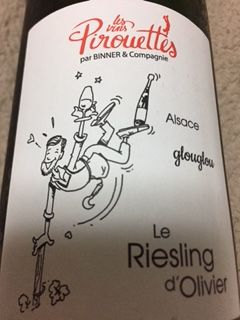 les
vins
Pirouettes
par BINNER & Compagnie
Alsace
glouglou
Le
Riesling
d'Olivier